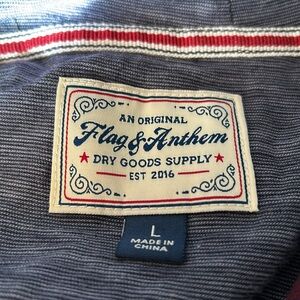 AN ORIGINAL
Flag & Anthem
DRY GOODS SUPPLY
EST 2016
L
MADE IN
CHINA